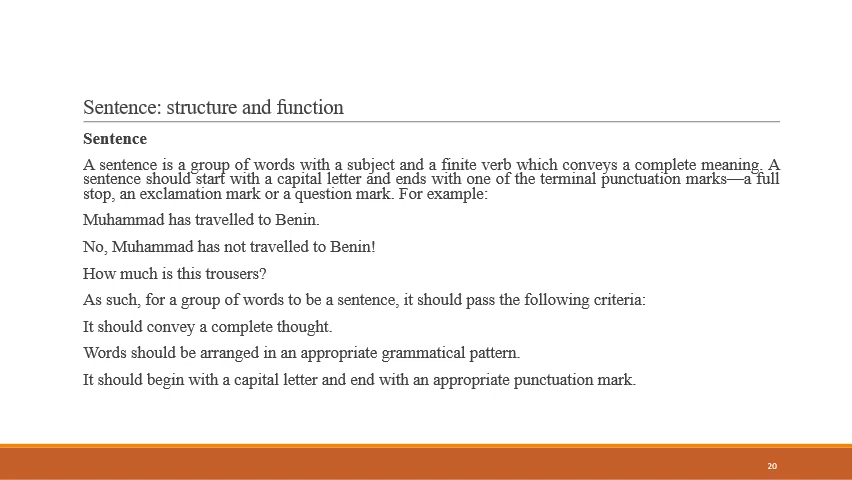 Sentence: structure and function
Sentence
A sentence is a group of words with a subject and a finite verb which conveys a complete meaning. A
sentence should start with a capital letter and ends with one of the terminal punctuation marks—a full
stop, an exclamation mark or a question mark. For example:
Muhammad has travelled to Benin.
No, Muhammad has not travelled to Benin!
How much is this trousers?
As such, for a group of words to be a sentence, it should pass the following criteria:
It should convey a complete thought.
Words should be arranged in an appropriate grammatical pattern.
It should begin with a capital letter and end with an appropriate punctuation mark.
20